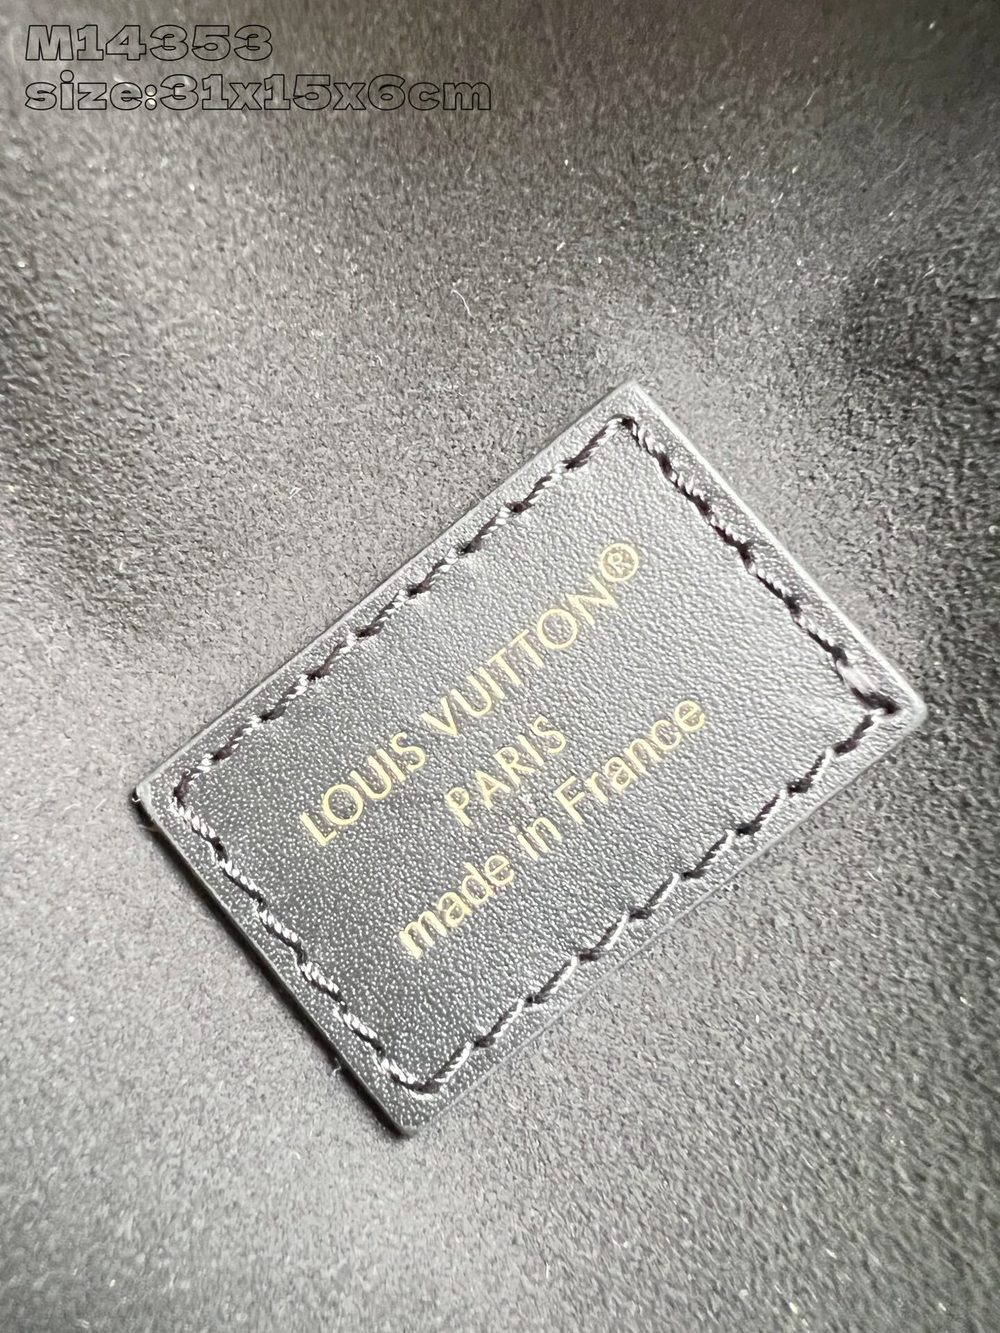 M14353
size:31x15x6cm
LOUIS VUITTON®
PARIS
made in France